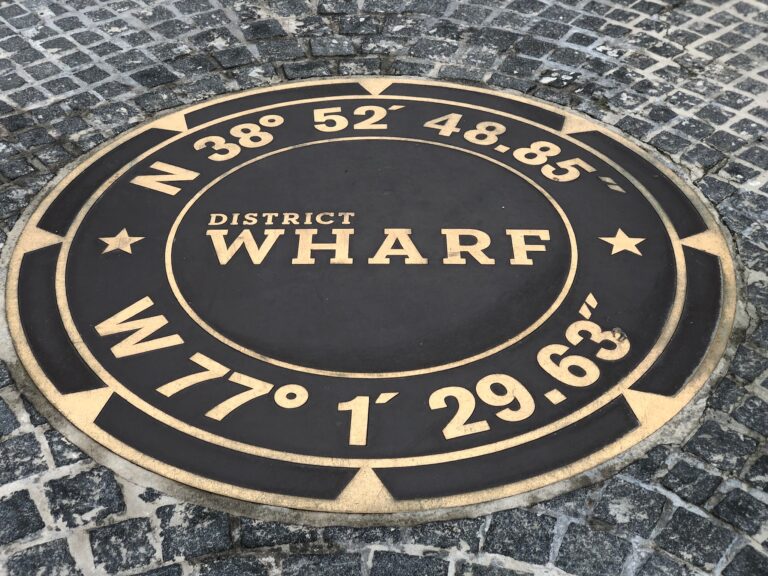 N 38° 52´ 48.85˝
DISTRICT
WHARF
W 77° 1´ 29.63˝